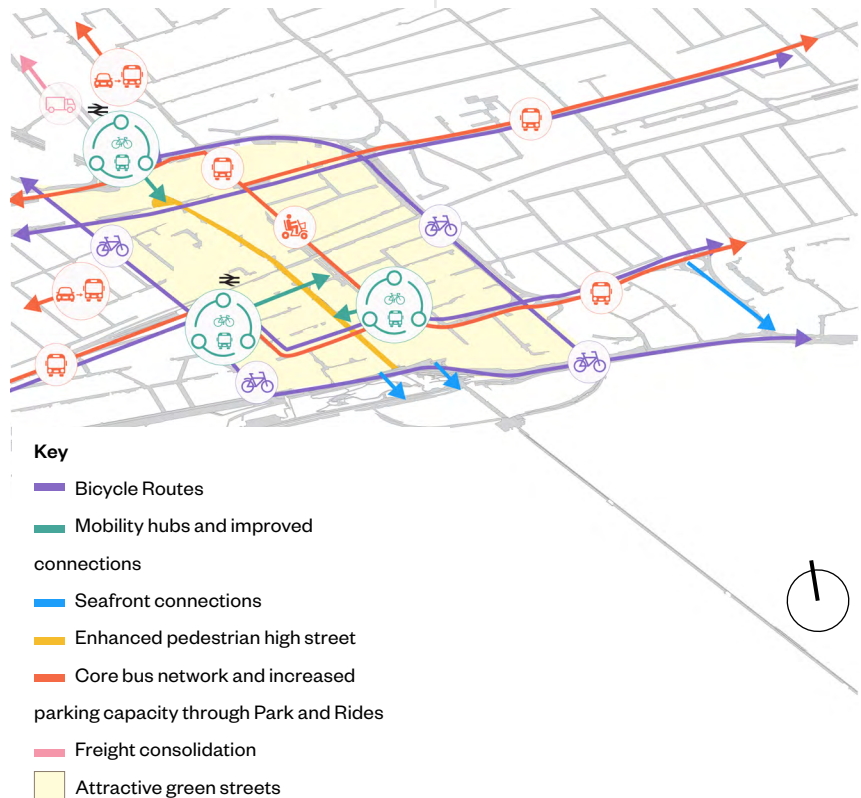 Key
Bicycle Routes
Mobility hubs and improved
connections
Seafront connections
Enhanced pedestrian high street
Core bus network and increased
parking capacity through Park and Rides
Freight consolidation
Attractive green streets